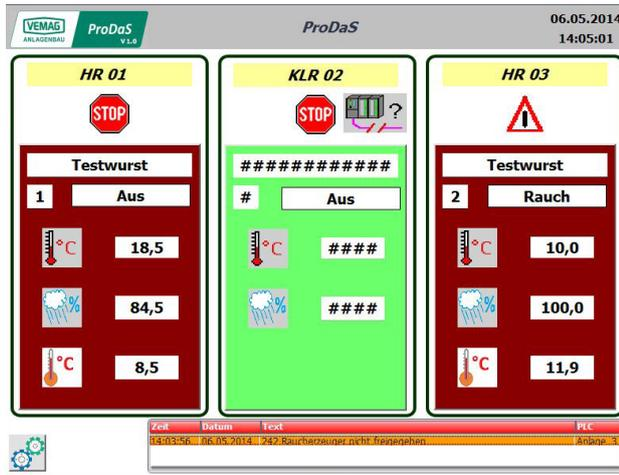 VEMAG
ANLAGENBAU
ProDaS
V 1.0
ProDaS
06.05.2014
14:05:01
HR 01
STOP
Testwurst
1 Aus
°C 18,5
% 84,5
°C 8,5
KLR 02
STOP ?
############
# Aus
°C ####
% ####
HR 03
Testwurst
2 Rauch
°C 10,0
% 100,0
°C 11,9
Zeit Datum Text PLC
14:03:56 06.05.2014 242 Raucherzeuger nicht freigegeben Anlage 3